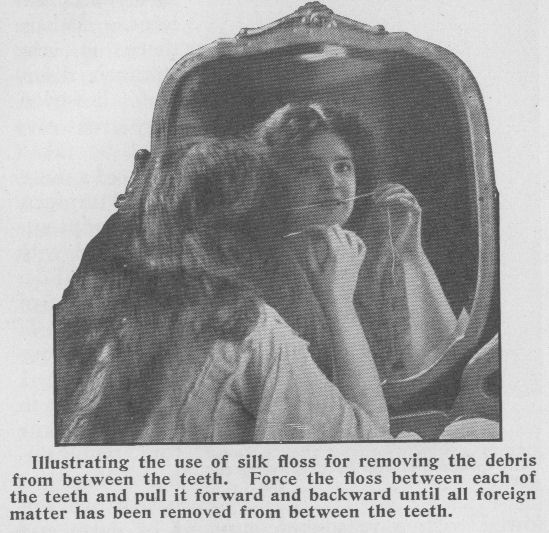 Illustrating the use of silk floss for removing the debris
from between the teeth. Force the floss between each of
the teeth and pull it forward and backward until all foreign
matter has been removed from between the teeth.